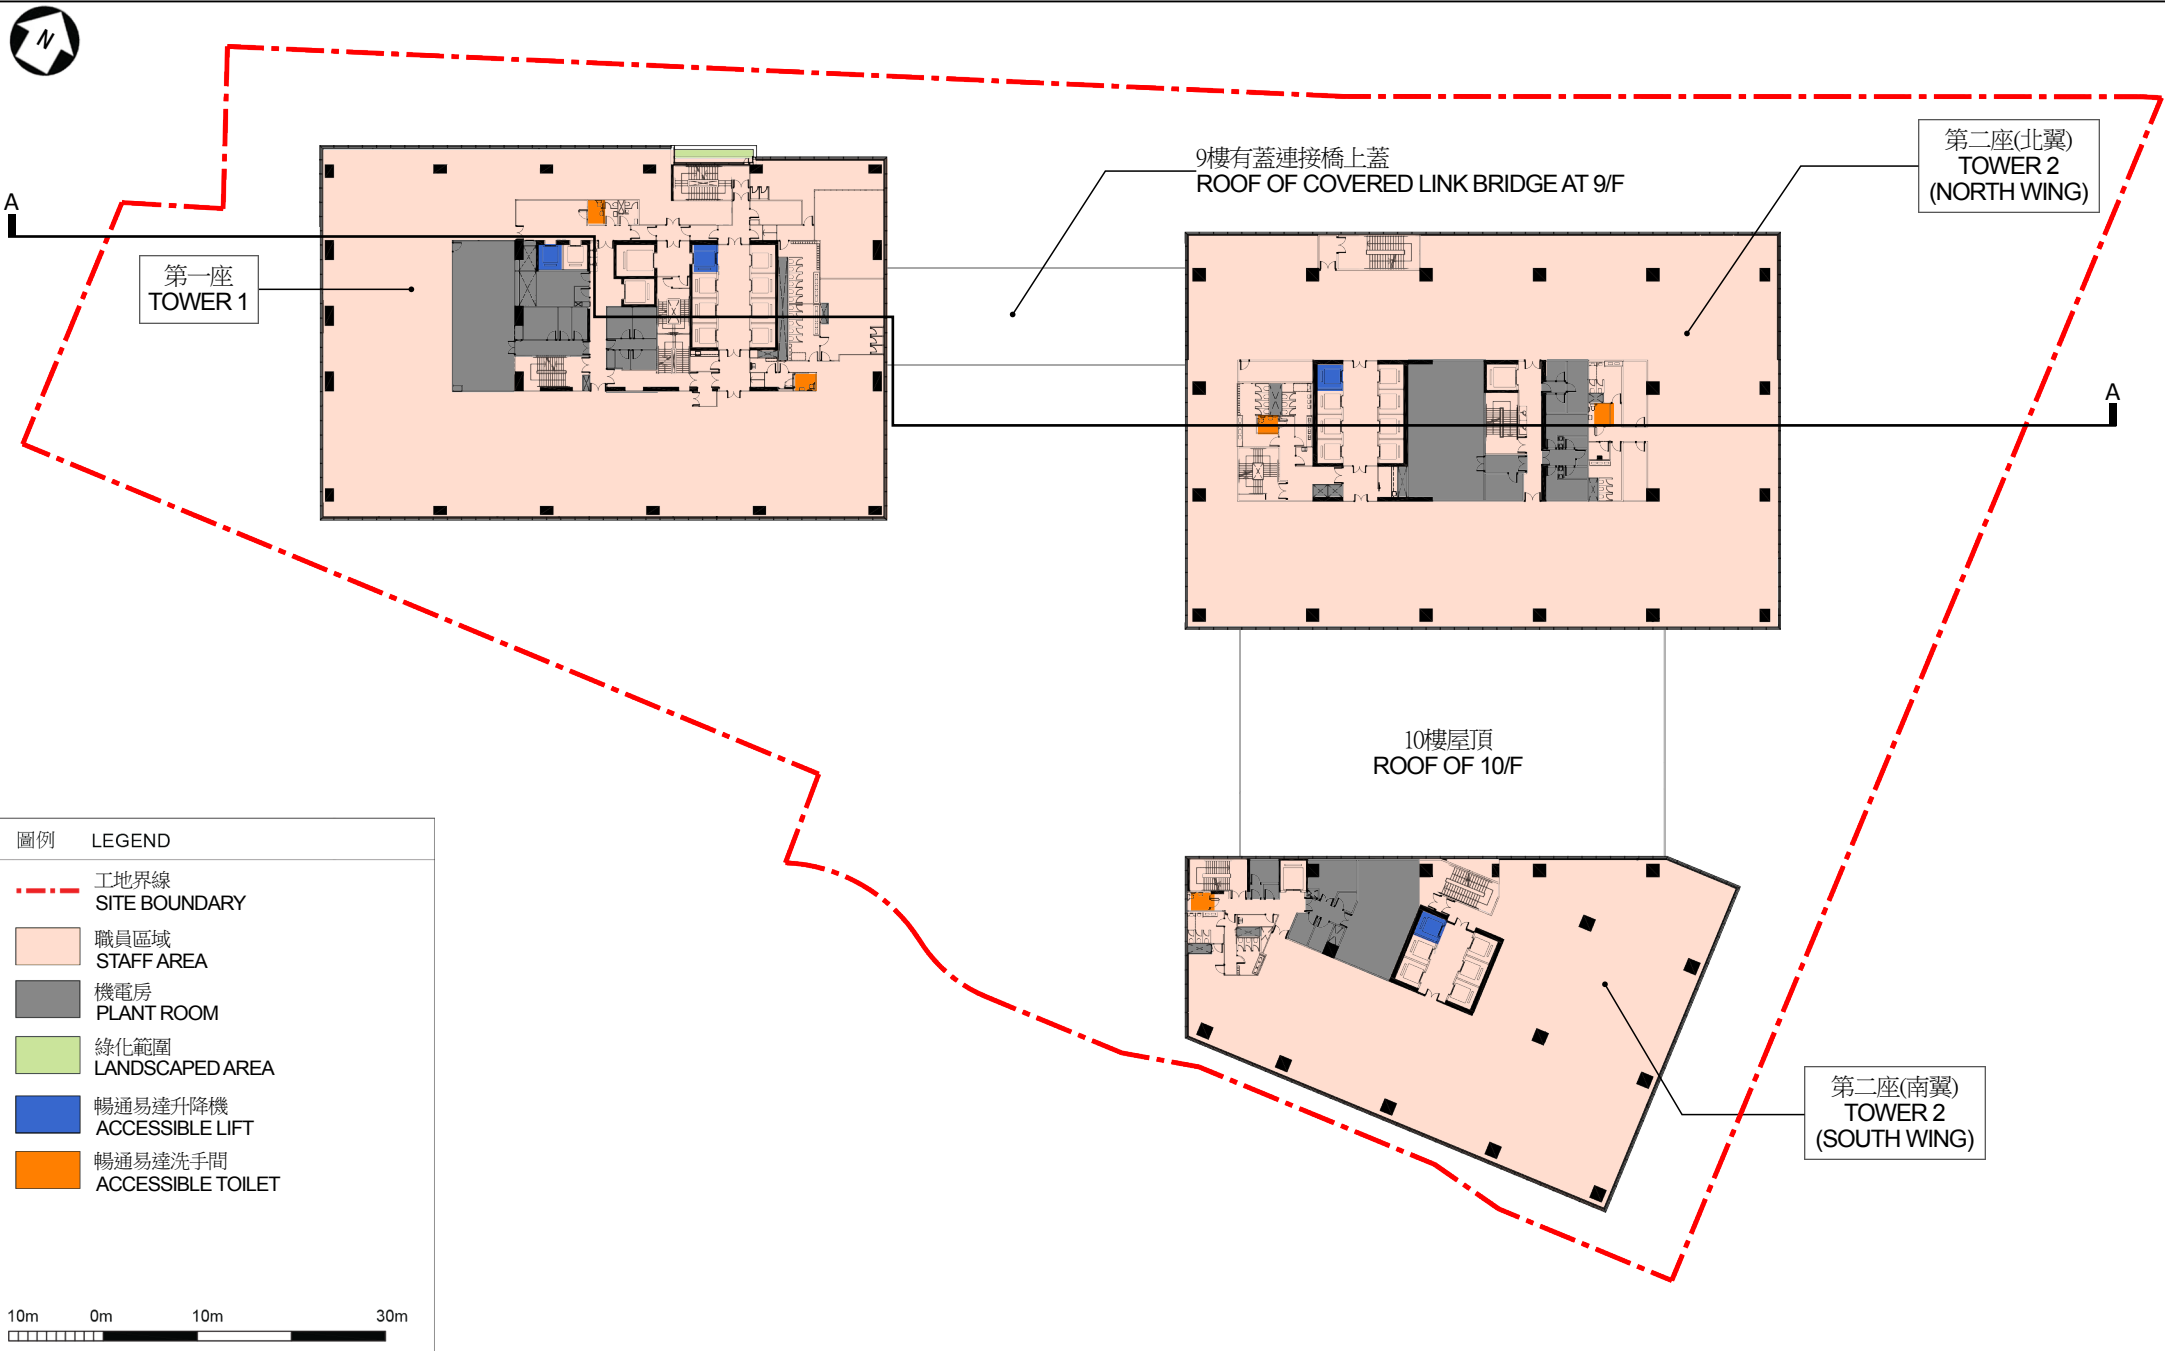 N
9樓有蓋連接橋上蓋
ROOF OF COVERED LINK BRIDGE AT 9/F
第二座(北翼)
TOWER 2
(NORTH WING)
A
第一座
TOWER 1
A
10樓屋頂
ROOF OF 10/F
第二座(南翼)
TOWER 2
(SOUTH WING)
圖例 LEGEND
工地界線
SITE BOUNDARY
職員區域
STAFF AREA
機電房
PLANT ROOM
綠化範圍
LANDSCAPED AREA
暢通易達升降機
ACCESSIBLE LIFT
暢通易達洗手間
ACCESSIBLE TOILET
10m 0m 10m 30m